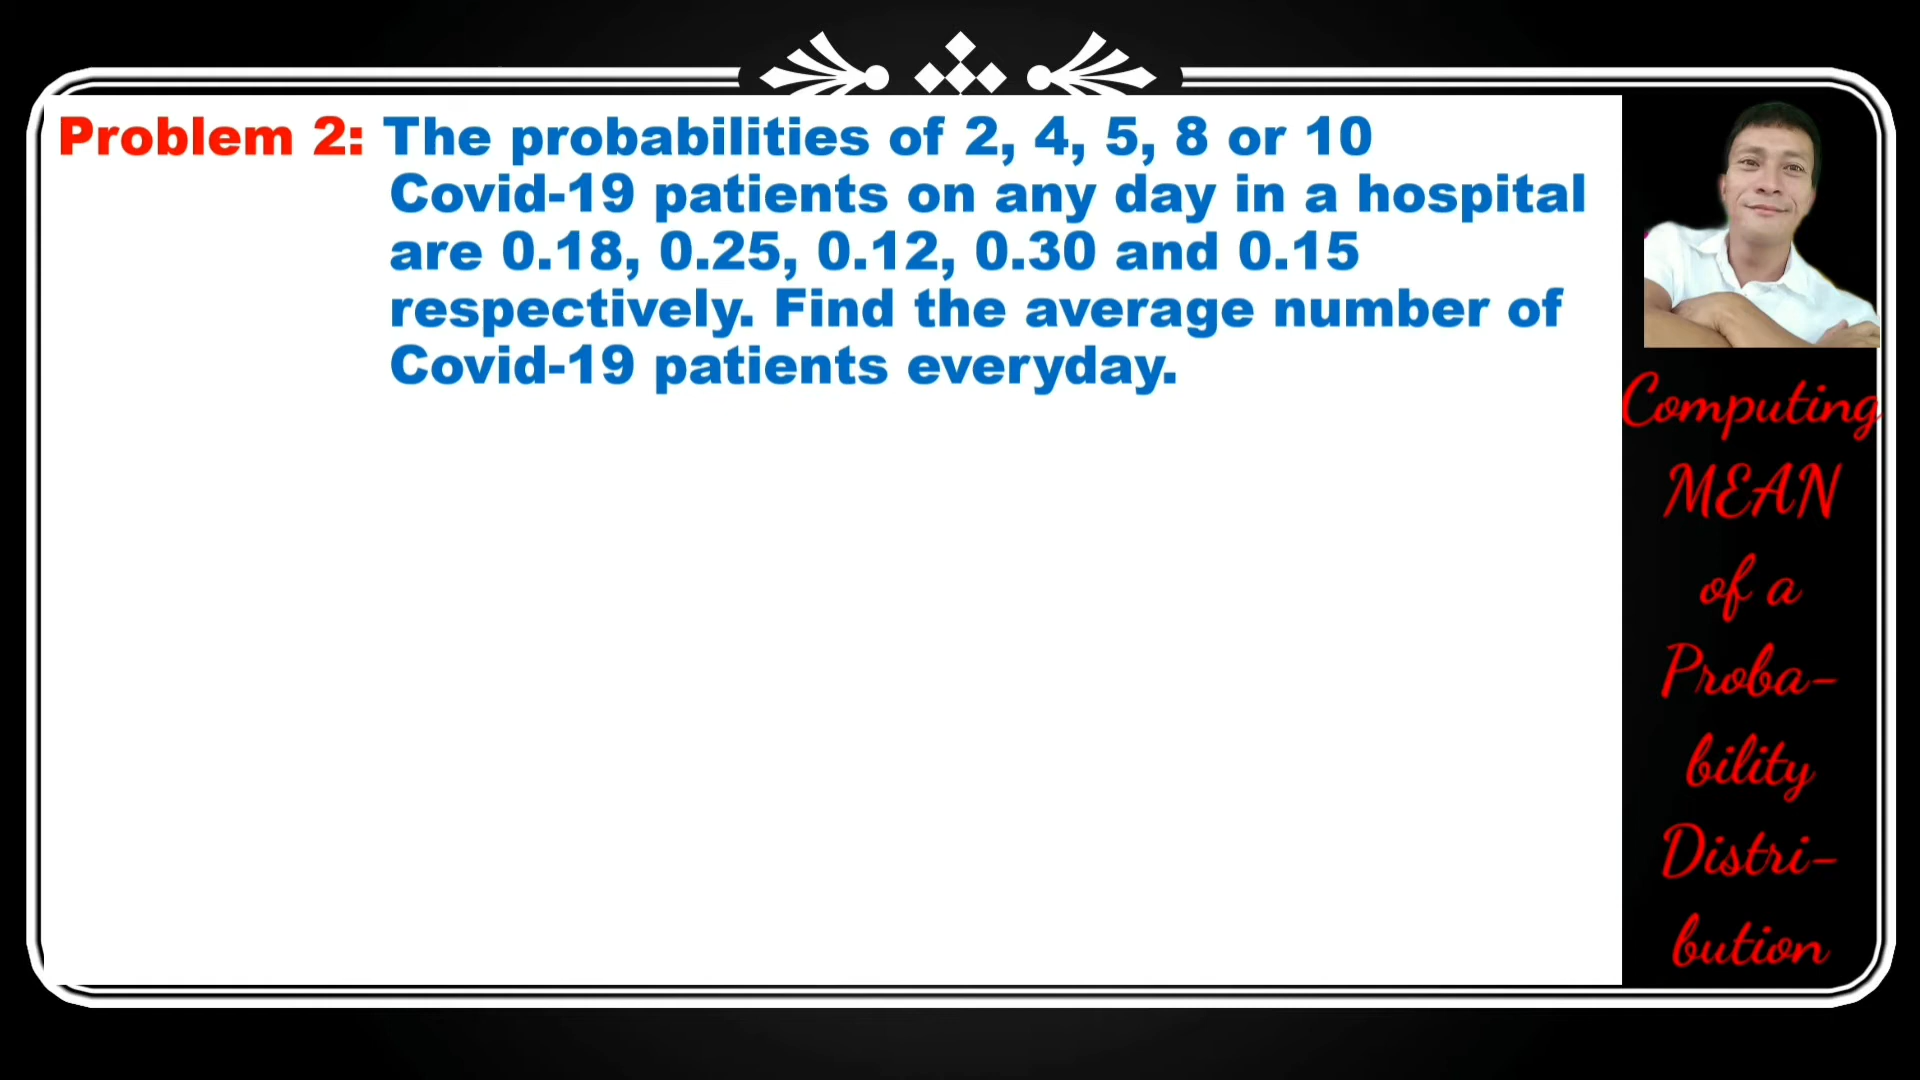 Problem 2: The probabilities of 2, 4, 5, 8 or 10
Covid-19 patients on any day in a hospital
are 0.18, 0.25, 0.12, 0.30 and 0.15
respectively. Find the average number of
Covid-19 patients everyday.
Computing
MEAN
of a
Proba-
bility
Distri-
bution